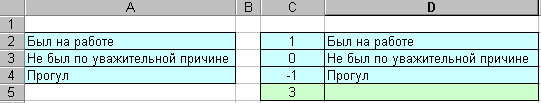 A B C D
1
2 Был на работе 1 Был на работе
3 Не был по уважительной причине 0 Не был по уважительной причине
4 Прогул -1 Прогул
5 3